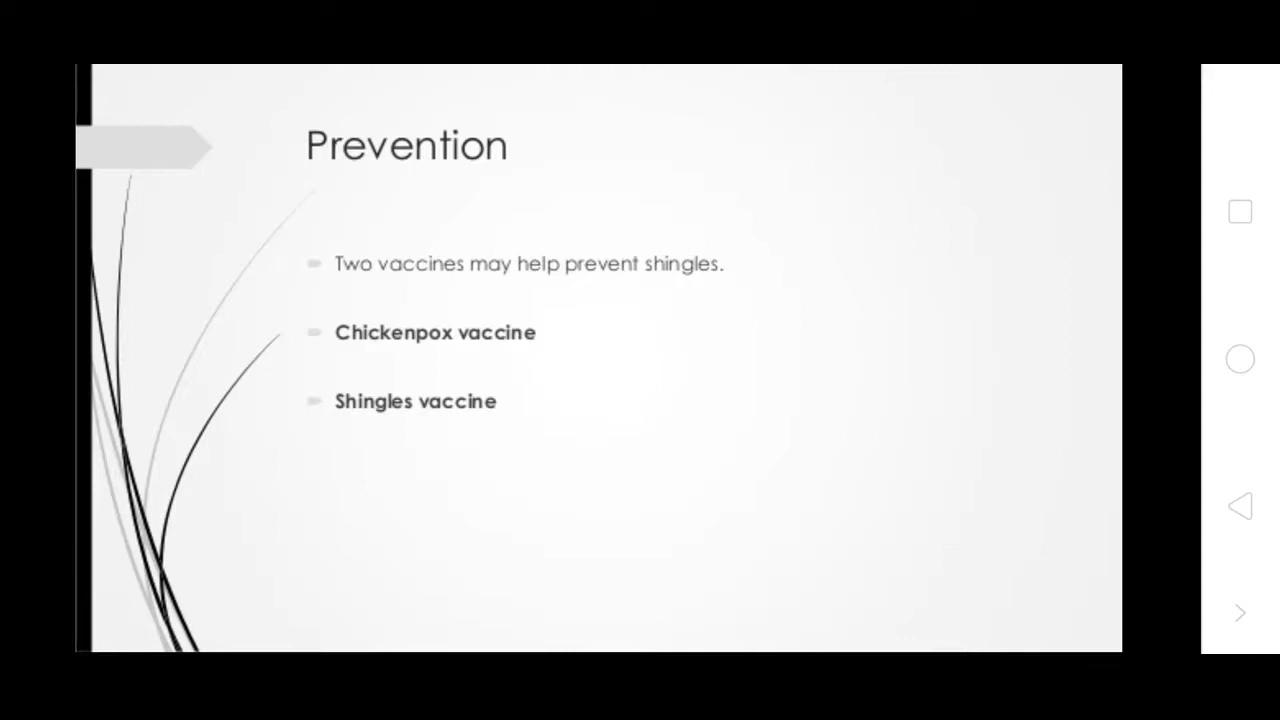 Prevention
Two vaccines may help prevent shingles.
Chickenpox vaccine
Shingles vaccine